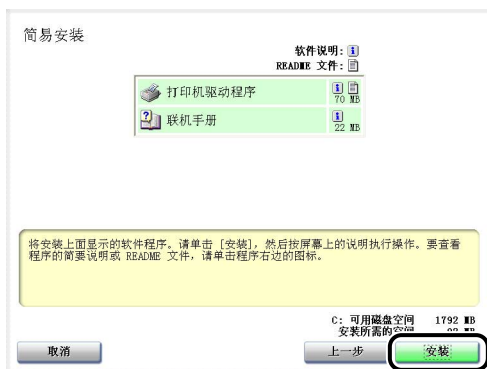 简易安装
软件说明:
README 文件:
打印机驱动程序
70 MB
联机手册
22 MB
将安装上面显示的软件程序。请单击 [安装]，然后按屏幕上的说明执行操作。要查看
程序的简要说明或 README 文件，请单击程序右边的图标。
C: 可用磁盘空间 1792 MB
安装所需的空间
取消 上一步 安装